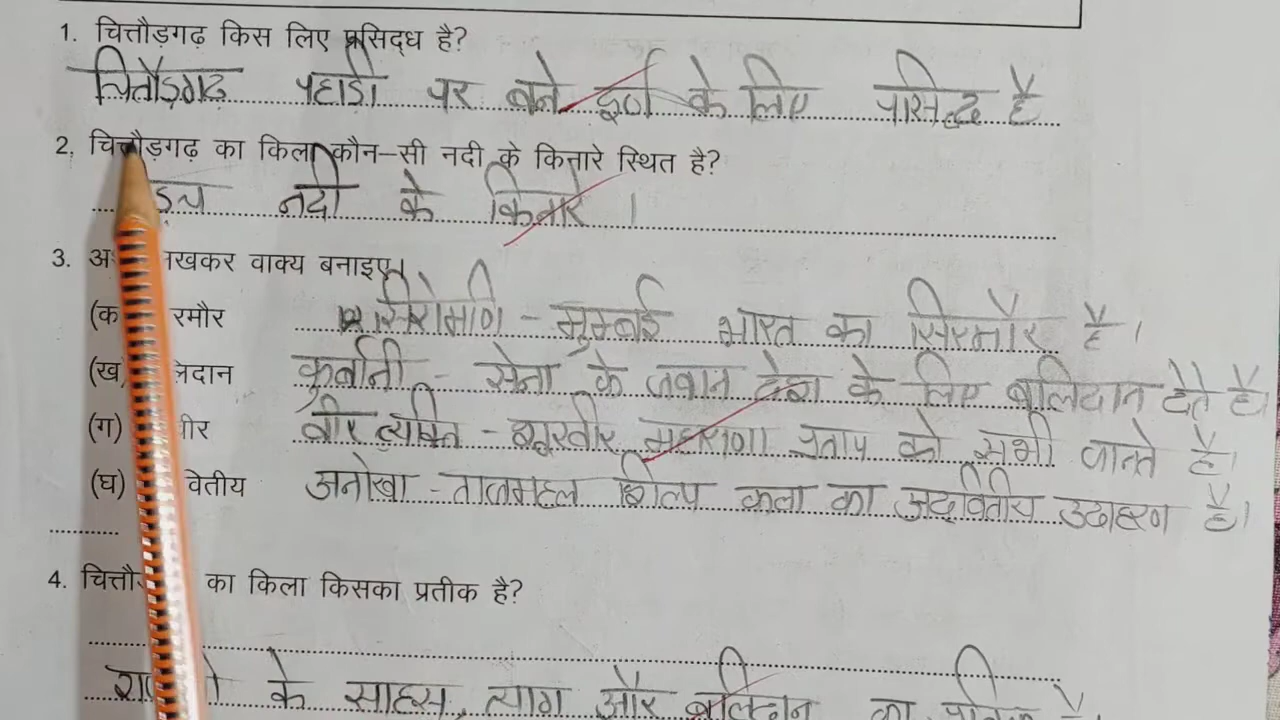 1. चित्तौड़गढ़ किस लिए प्रसिद्ध है?
चितौड़गढ़ पहाडी पर बने दुर्ग के लिए प्रसिद्ध है
2. चित्तौड़गढ़ का किला कौन-सी नदी के किनारे स्थित है?
नदी के किनारे ।
3. लिखकर वाक्य बनाइए।
(क) रमौर सिरोमणि - मुम्बई भारत का सिरमौर है।
(ख) लिदान कुर्बानी - सेना के जवान देश के लिए बलिदान देते है।
(ग) वीर वीर व्यक्ति - शूरवीर महाराणा प्रताप को सभी जानते है।
(घ) वितीय अनोखा - ताजमहल शिल्प कला का अद्वितीय उदाहरण है।
4. का किला किसका प्रतीक है?
के साहस, त्याग और बलिदान का है.